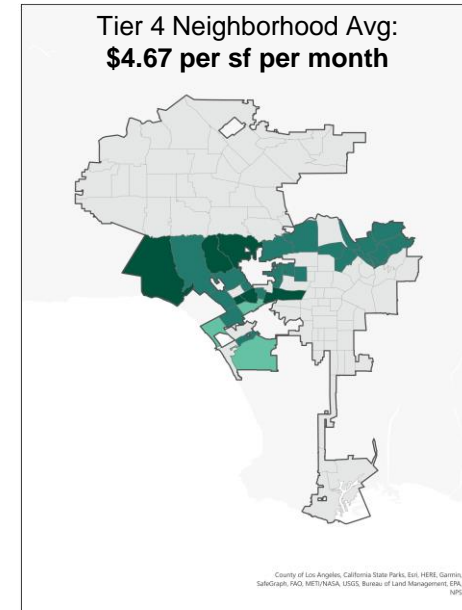 Tier 4 Neighborhood Avg:
$4.67 per sf per month
County of Los Angeles, California State Parks, Esri, HERE, Garmin,
SafeGraph, FAO, METI/NASA, USGS, Bureau of Land Management, EPA,
NPS